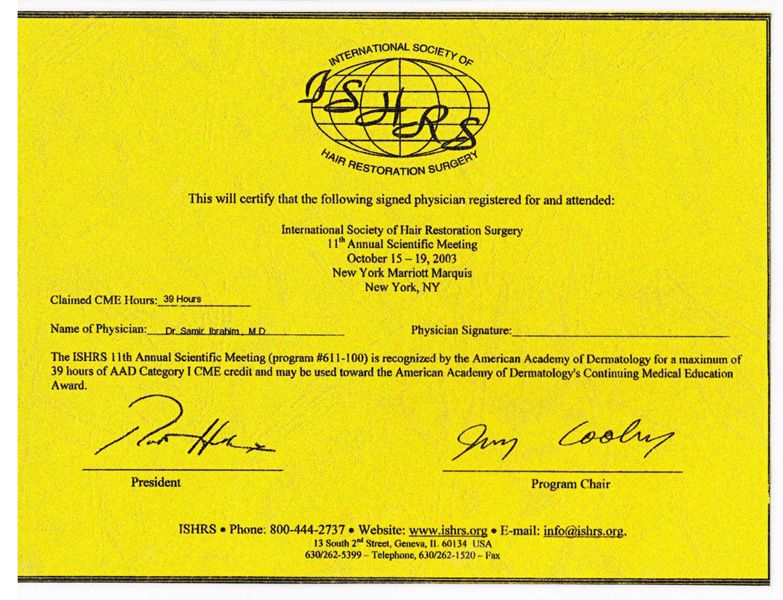 INTERNATIONAL SOCIETY OF
ISHRS
HAIR RESTORATION SURGERY
This will certify that the following signed physician registered for and attended:
International Society of Hair Restoration Surgery
11th Annual Scientific Meeting
October 15 – 19, 2003
New York Marriott Marquis
New York, NY
Claimed CME Hours: 39 Hours
Name of Physician: Dr. Samir Ibrahim, M.D. Physician Signature:
The ISHRS 11th Annual Scientific Meeting (program #611-100) is recognized by the American Academy of Dermatology for a maximum of
39 hours of AAD Category I CME credit and may be used toward the American Academy of Dermatology's Continuing Medical Education
Award.
President Program Chair
ISHRS • Phone: 800-444-2737 • Website: www.ishrs.org • E-mail: info@ishrs.org,
13 South 2nd Street, Geneva, IL 60134 USA
630/262-5399 – Telephone, 630/262-1520 – Fax